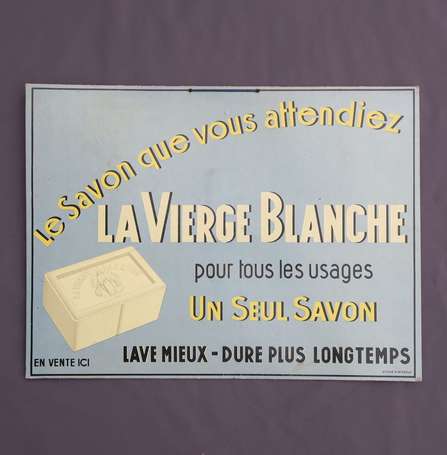 Le Savon que vous attendiez
LA VIERGE BLANCHE
pour tous les usages
UN SEUL SAVON
LAVE MIEUX - DURE PLUS LONGTEMPS
EN VENTE ICI